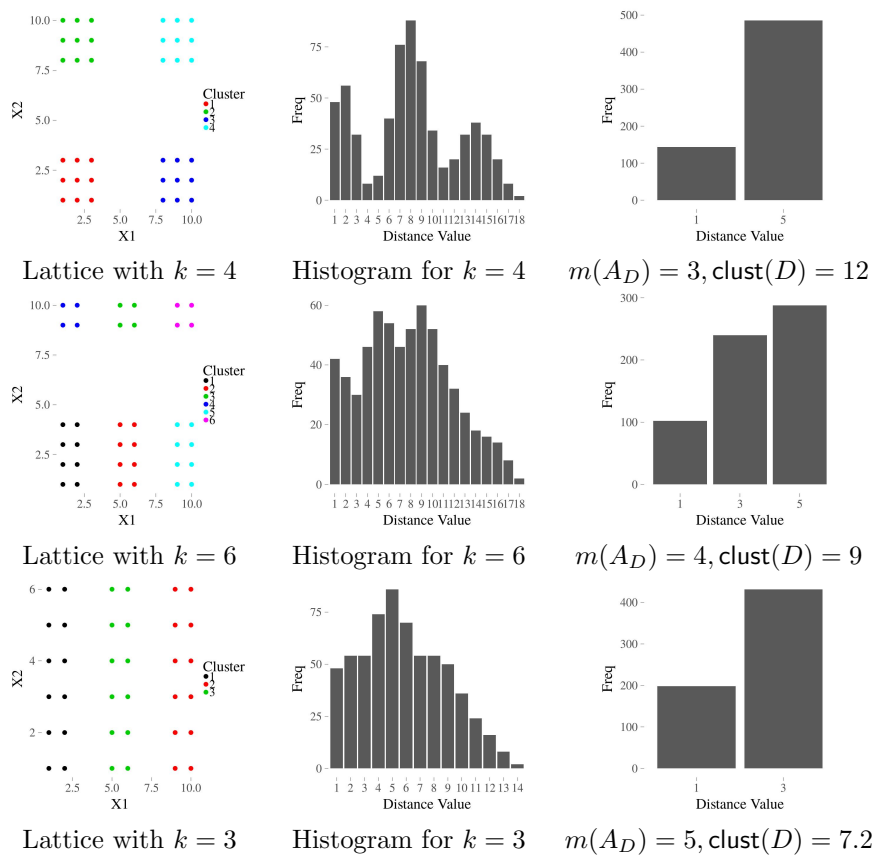 10.0
7.5
5.0
2.5
X2
2.5 5.0 7.5 10.0
X1
Cluster
1
2
3
4
75
50
25
0
Freq
1 2 3 4 5 6 7 8 9 10 11 12 13 14 15 16 17 18
Distance Value
500
400
300
200
100
0
Freq
1 5
Distance Value
Lattice with k = 4
Histogram for k = 4
m(A_D) = 3, clust(D) = 12
10.0
7.5
5.0
2.5
X2
2.5 5.0 7.5 10.0
X1
Cluster
1
2
3
4
5
6
60
40
20
0
Freq
1 2 3 4 5 6 7 8 9 10 11 12 13 14 15 16 17 18
Distance Value
300
200
100
0
Freq
1 3 5
Distance Value
Lattice with k = 6
Histogram for k = 6
m(A_D) = 4, clust(D) = 9
6
4
2
X2
2.5 5.0 7.5 10.0
X1
Cluster
1
2
3
75
50
25
0
Freq
1 2 3 4 5 6 7 8 9 10 11 12 13 14
Distance Value
400
300
200
100
0
Freq
1 3
Distance Value
Lattice with k = 3
Histogram for k = 3
m(A_D) = 5, clust(D) = 7.2